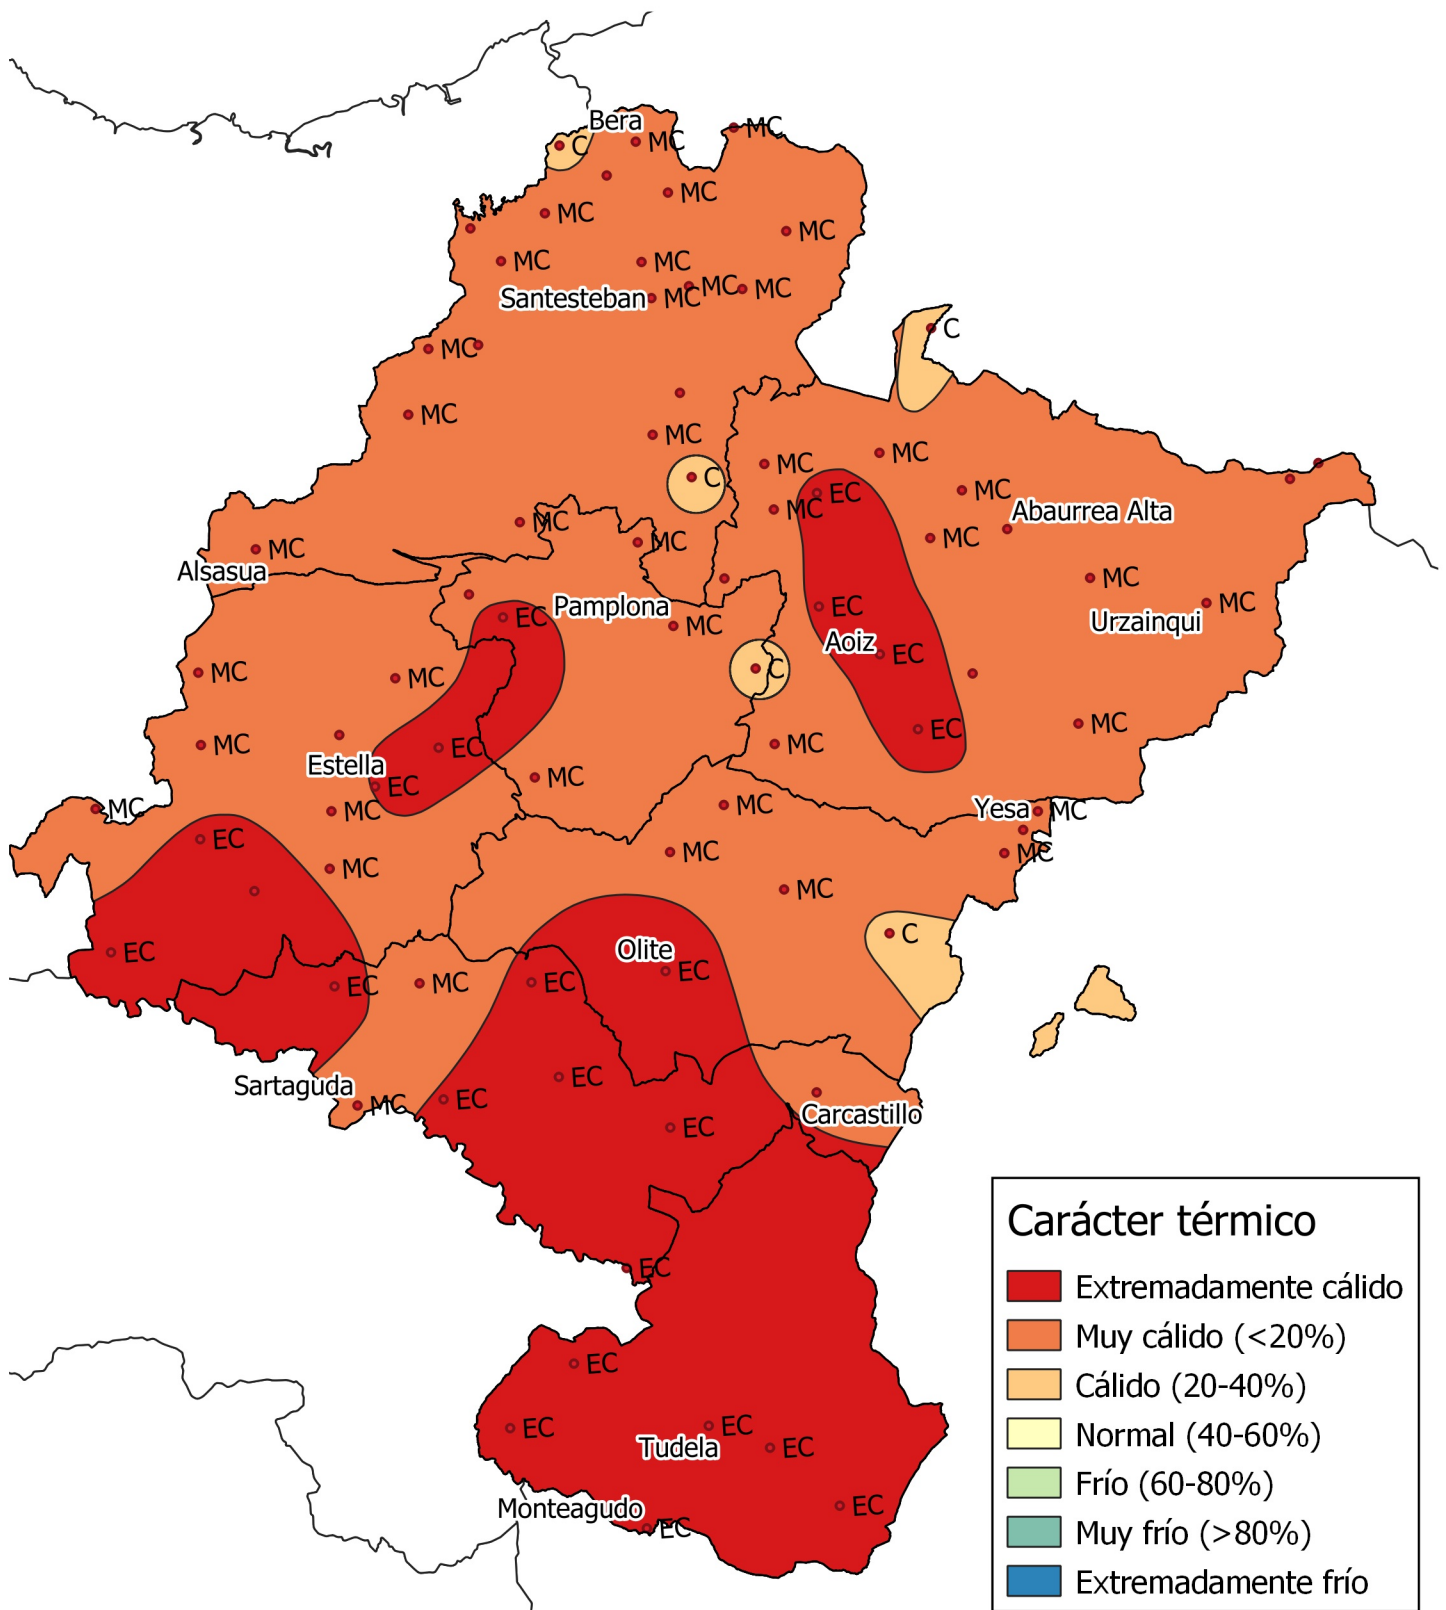 Bera
MC
C
MC
MC
MC
MC
MC
MC
MC
MC
Santesteban
MC
C
MC
MC
MC
MC
MC
C
EC
MC
MC
Abaurrea Alta
MC
MC
MC
MC
Alsasua
MC
EC
Pamplona
EC
MC
Urzainqui
MC
Aoiz
EC
C
MC
MC
MC
EC
MC
EC
MC
Estella
EC
MC
MC
MC
MC
Yesa
MC
EC
MC
MC
MC
MC
C
Olite
EC
EC
EC
MC
EC
EC
Sartaguda
MC
EC
Carcastillo
EC
EC
EC
EC
EC
Tudela
EC
Monteagudo
EC
EC
Carácter térmico
Extremadamente cálido
Muy cálido (<20%)
Cálido (20-40%)
Normal (40-60%)
Frío (60-80%)
Muy frío (>80%)
Extremadamente frío